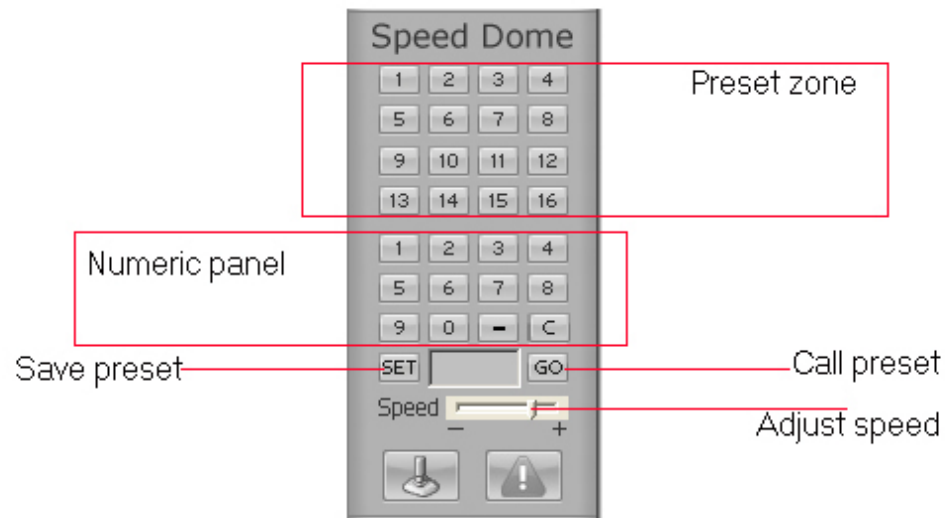 Speed Dome
1 2 3 4
Preset zone
5 6 7 8
9 10 11 12
13 14 15 16
1 2 3 4
Numeric panel
5 6 7 8
9 0 - C
Save preset
SET
GO
Call preset
Speed
Adjust speed
- +